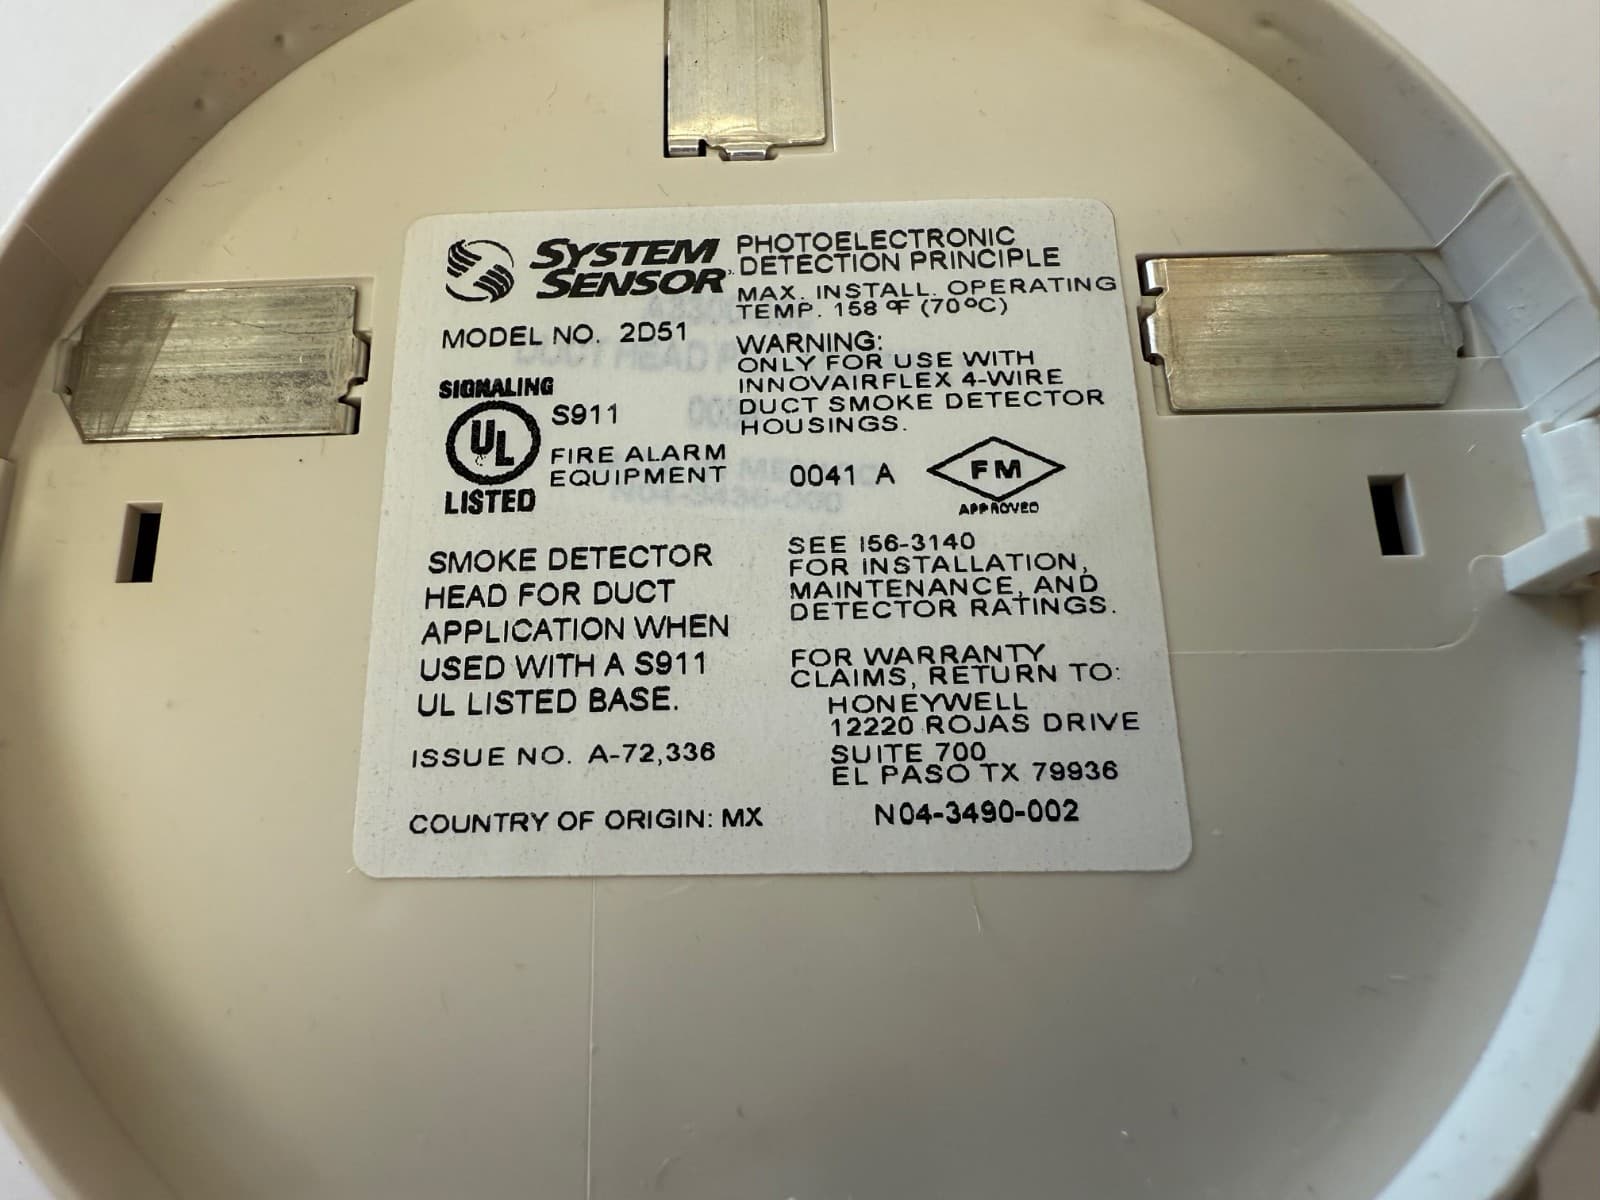 SYSTEM
SENSOR
MODEL NO. 2D51
SIGNALING
UL
S911
FIRE ALARM
EQUIPMENT
LISTED
SMOKE DETECTOR
HEAD FOR DUCT
APPLICATION WHEN
USED WITH A S911
UL LISTED BASE.
ISSUE NO. A-72,336
COUNTRY OF ORIGIN: MX
PHOTOELECTRONIC
DETECTION PRINCIPLE
MAX. INSTALL. OPERATING
TEMP. 158 °F (70°C)
WARNING:
ONLY FOR USE WITH
INNOVAIRFLEX 4-WIRE
DUCT SMOKE DETECTOR
HOUSINGS.
0041 A
FM
APPROVED
SEE I56-3140
FOR INSTALLATION,
MAINTENANCE, AND
DETECTOR RATINGS.
FOR WARRANTY
CLAIMS, RETURN TO:
HONEYWELL
12220 ROJAS DRIVE
SUITE 700
EL PASO TX 79936
N04-3490-002